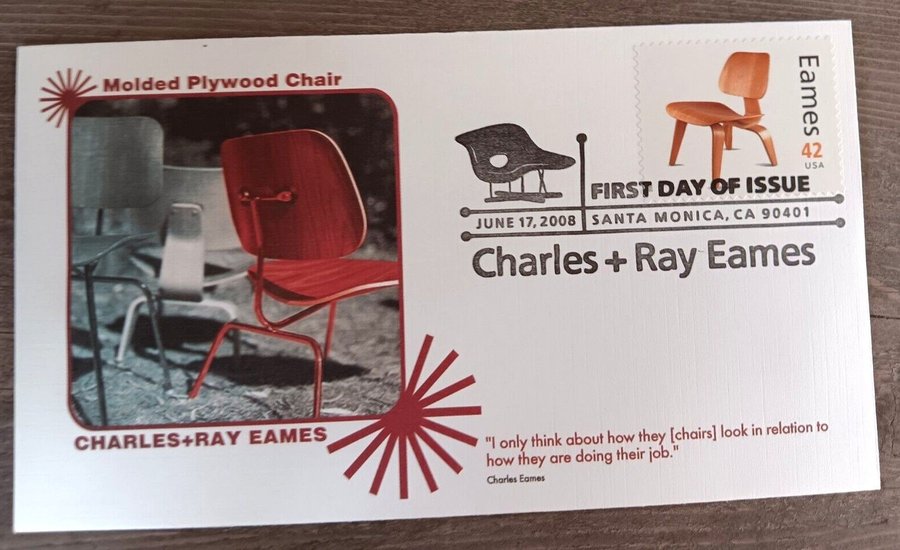 Molded Plywood Chair
CHARLES+RAY EAMES
Eames
42
USA
FIRST DAY OF ISSUE
JUNE 17, 2008
SANTA MONICA, CA 90401
Charles + Ray Eames
"I only think about how they [chairs] look in relation to
how they are doing their job."
Charles Eames